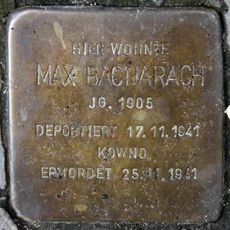 HIER WOHNTE
MAX BACHARACH
JG. 1905
DEPORTIERT 17.11.1941
KOWNO
ERMORDET 25.11.1941